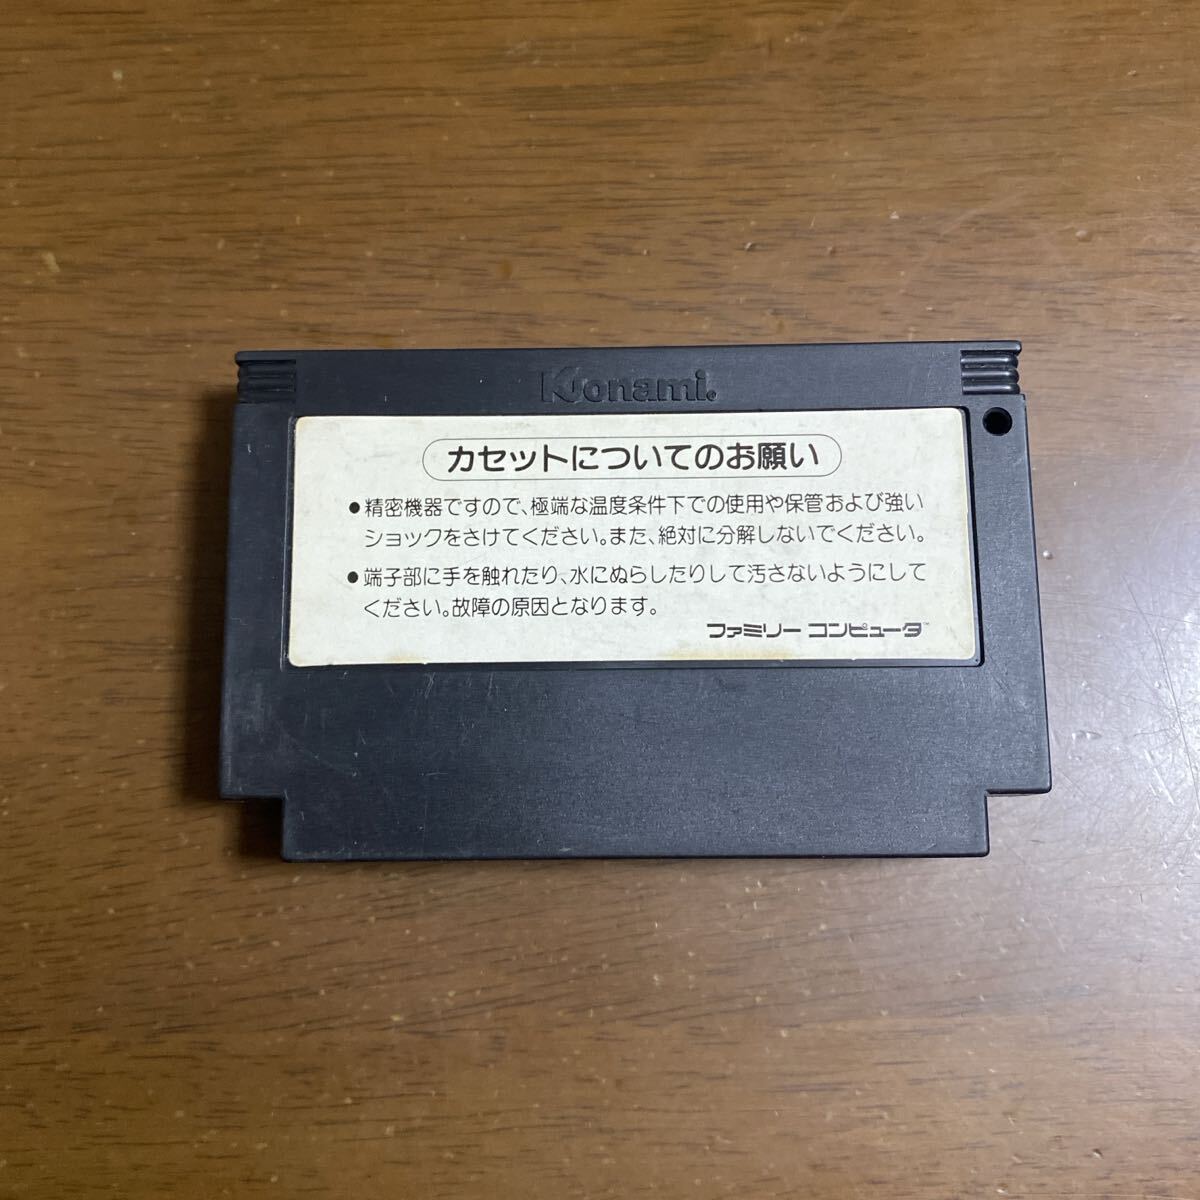 Konami.
カセットについてのお願い
●精密機器ですので、極端な温度条件下での使用や保管および強い
ショックをさけてください。また、絶対に分解しないでください。
●端子部に手を触れたり、水にぬらしたりして汚さないようにして
ください。故障の原因となります。
ファミリー コンピュータ™